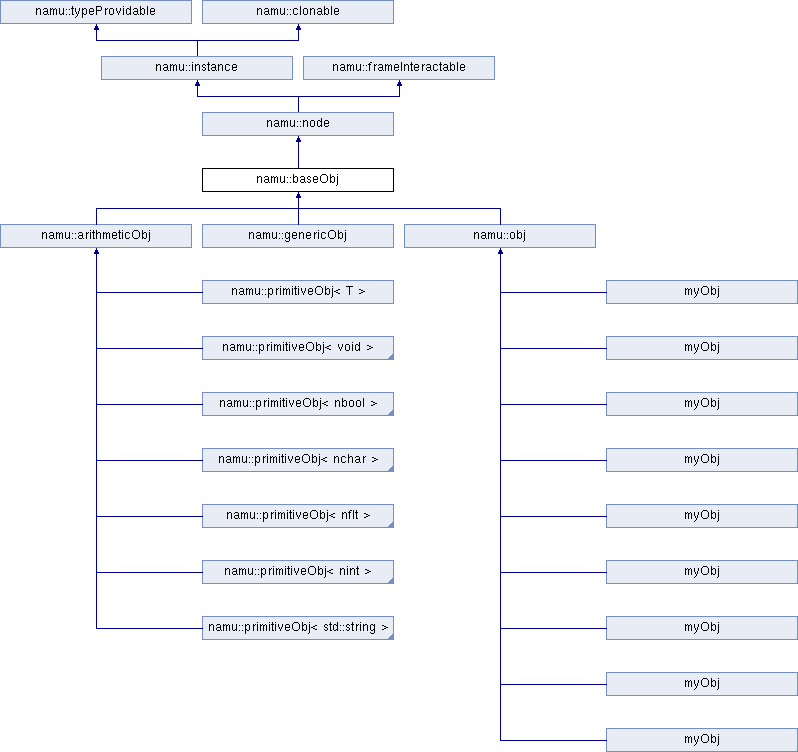 namu::typeProvidable
namu::clonable
namu::instance
namu::frameInteractable
namu::node
namu::baseObj
namu::arithmeticObj
namu::genericObj
namu::obj
namu::primitiveObj< T >
myObj
namu::primitiveObj< void >
myObj
namu::primitiveObj< nbool >
myObj
namu::primitiveObj< nchar >
myObj
namu::primitiveObj< nflt >
myObj
namu::primitiveObj< nint >
myObj
namu::primitiveObj< std::string >
myObj
myObj
myObj